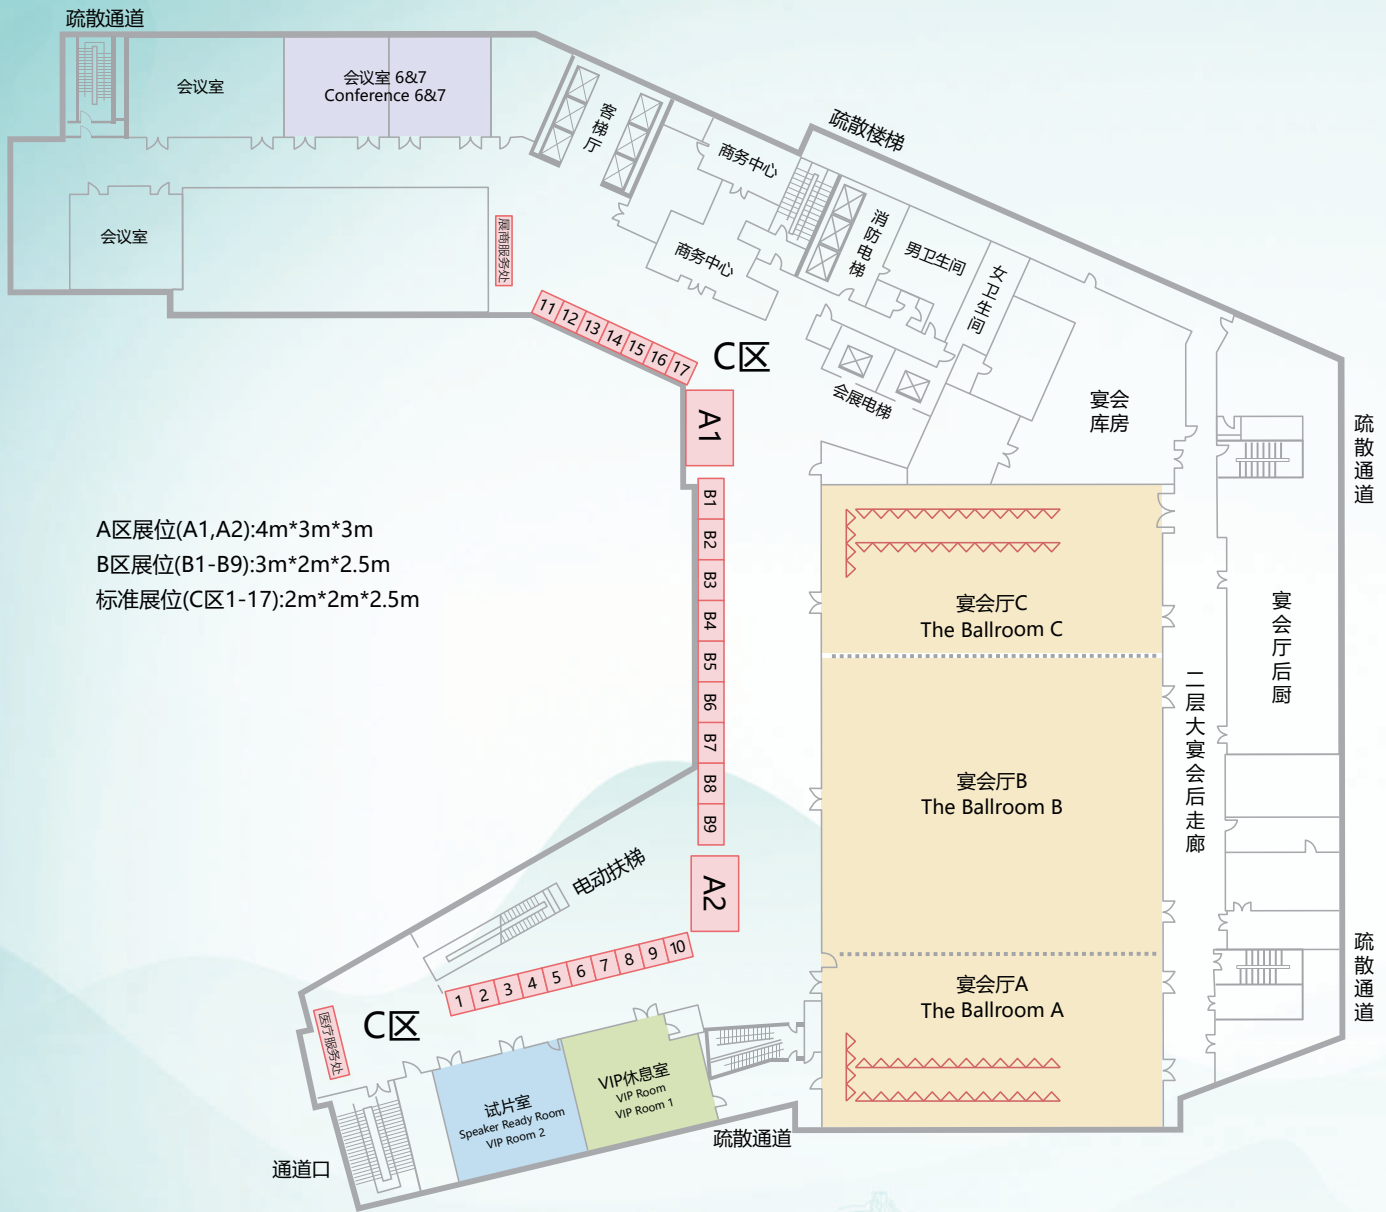 疏散通道
会议室
会议室 6&7
Conference 6&7
客梯厅
疏散楼梯
商务中心
商务中心
消防电梯
男卫生间
女卫生间
会议室
展商服务处
11 12 13 14 15 16 17
C区
会展电梯
宴会
库房
疏散通道
A1
A区展位(A1,A2):4m*3m*3m
B区展位(B1-B9):3m*2m*2.5m
标准展位(C区1-17):2m*2m*2.5m
B1
B2
B3
B4
B5
B6
B7
B8
B9
宴会厅C
The Ballroom C
宴会厅后厨
二层大宴会后走廊
宴会厅B
The Ballroom B
电动扶梯
A2
疏散通道
1 2 3 4 5 6 7 8 9 10
宴会厅A
The Ballroom A
医疗服务处
C区
试片室
Speaker Ready Room
VIP Room 2
VIP休息室
VIP Room
VIP Room 1
疏散通道
通道口